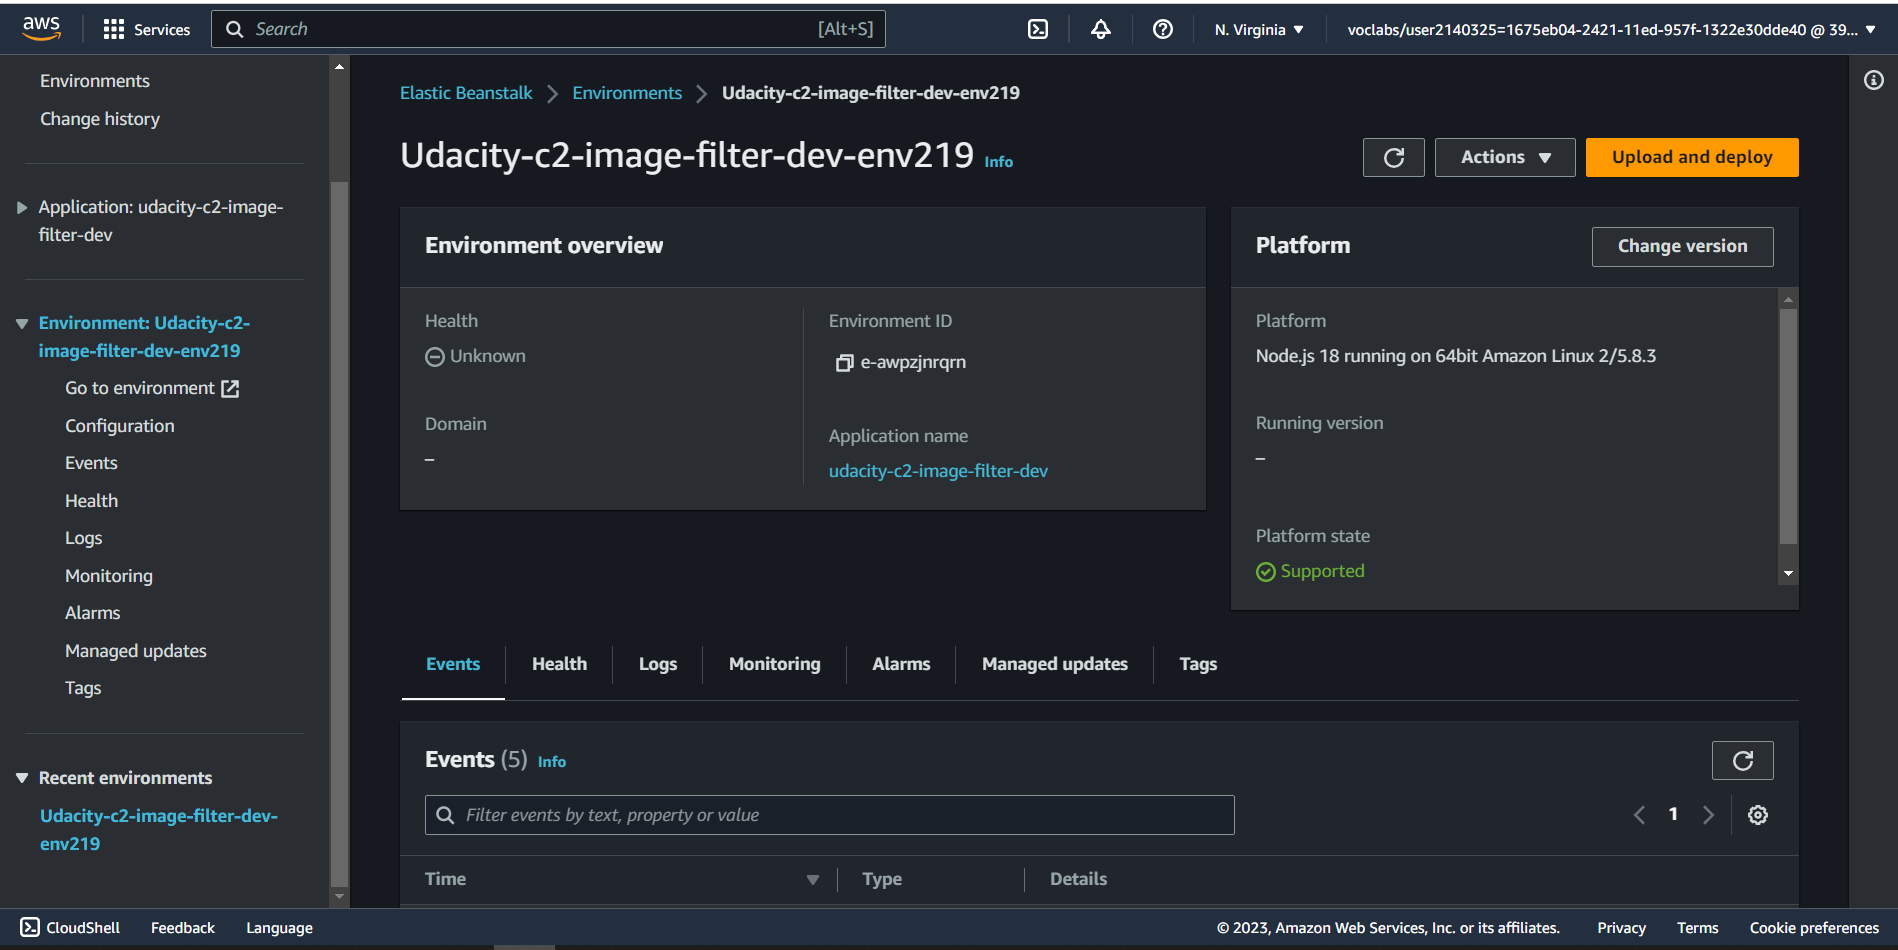 aws
Services
Search
[Alt+S]
N. Virginia
voclabs/user2140325=1675eb04-2421-11ed-957f-1322e30dde40 @ 39...
Environments
Change history
Application: udacity-c2-image-
filter-dev
Environment: Udacity-c2-
image-filter-dev-env219
Go to environment
Configuration
Events
Health
Logs
Monitoring
Alarms
Managed updates
Tags
Recent environments
Udacity-c2-image-filter-dev-
env219
Elastic Beanstalk
Environments
Udacity-c2-image-filter-dev-env219
Udacity-c2-image-filter-dev-env219 Info
Actions
Upload and deploy
Environment overview
Health
Unknown
Domain
–
Environment ID
e-awpzjnrqrn
Application name
udacity-c2-image-filter-dev
Platform
Change version
Platform
Node.js 18 running on 64bit Amazon Linux 2/5.8.3
Running version
–
Platform state
Supported
Events
Health
Logs
Monitoring
Alarms
Managed updates
Tags
Events (5) Info
Filter events by text, property or value
1
Time
Type
Details
CloudShell
Feedback
Language
© 2023, Amazon Web Services, Inc. or its affiliates.
Privacy
Terms
Cookie preferences